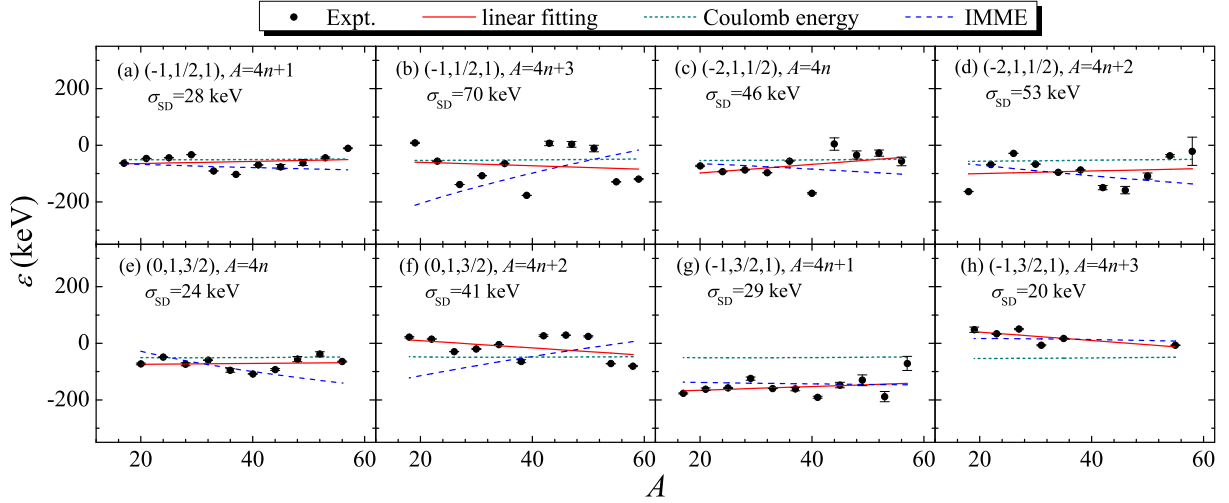 Expt. linear fitting Coulomb energy IMME
(a) (-1,1/2,1), A=4n+1
σSD=28 keV
(b) (-1,1/2,1), A=4n+3
σSD=70 keV
(c) (-2,1,1/2), A=4n
σSD=46 keV
(d) (-2,1,1/2), A=4n+2
σSD=53 keV
200
0
-200
(e) (0,1,3/2), A=4n
σSD=24 keV
(f) (0,1,3/2), A=4n+2
σSD=41 keV
(g) (-1,3/2,1), A=4n+1
σSD=29 keV
(h) (-1,3/2,1), A=4n+3
σSD=20 keV
200
0
-200
ε (keV)
20 40 60 20 40 60 20 40 60 20 40 60
A